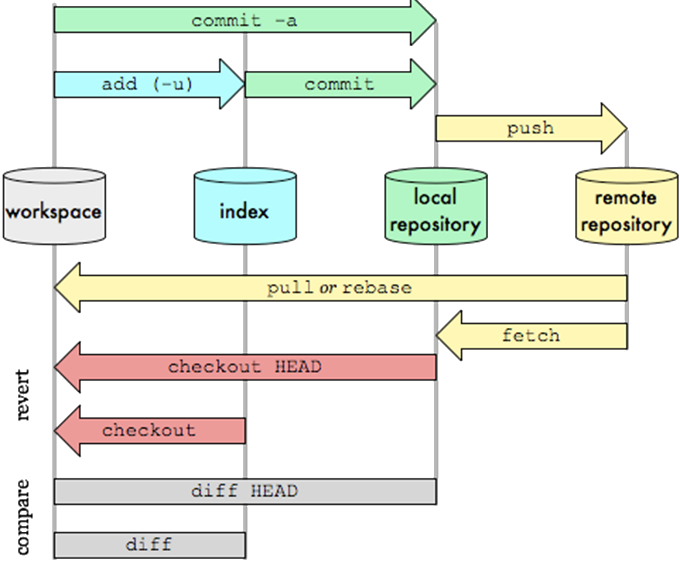 commit -a
add (-u)
commit
push
workspace
index
local
repository
remote
repository
pull or rebase
fetch
revert
checkout HEAD
checkout
compare
diff HEAD
diff